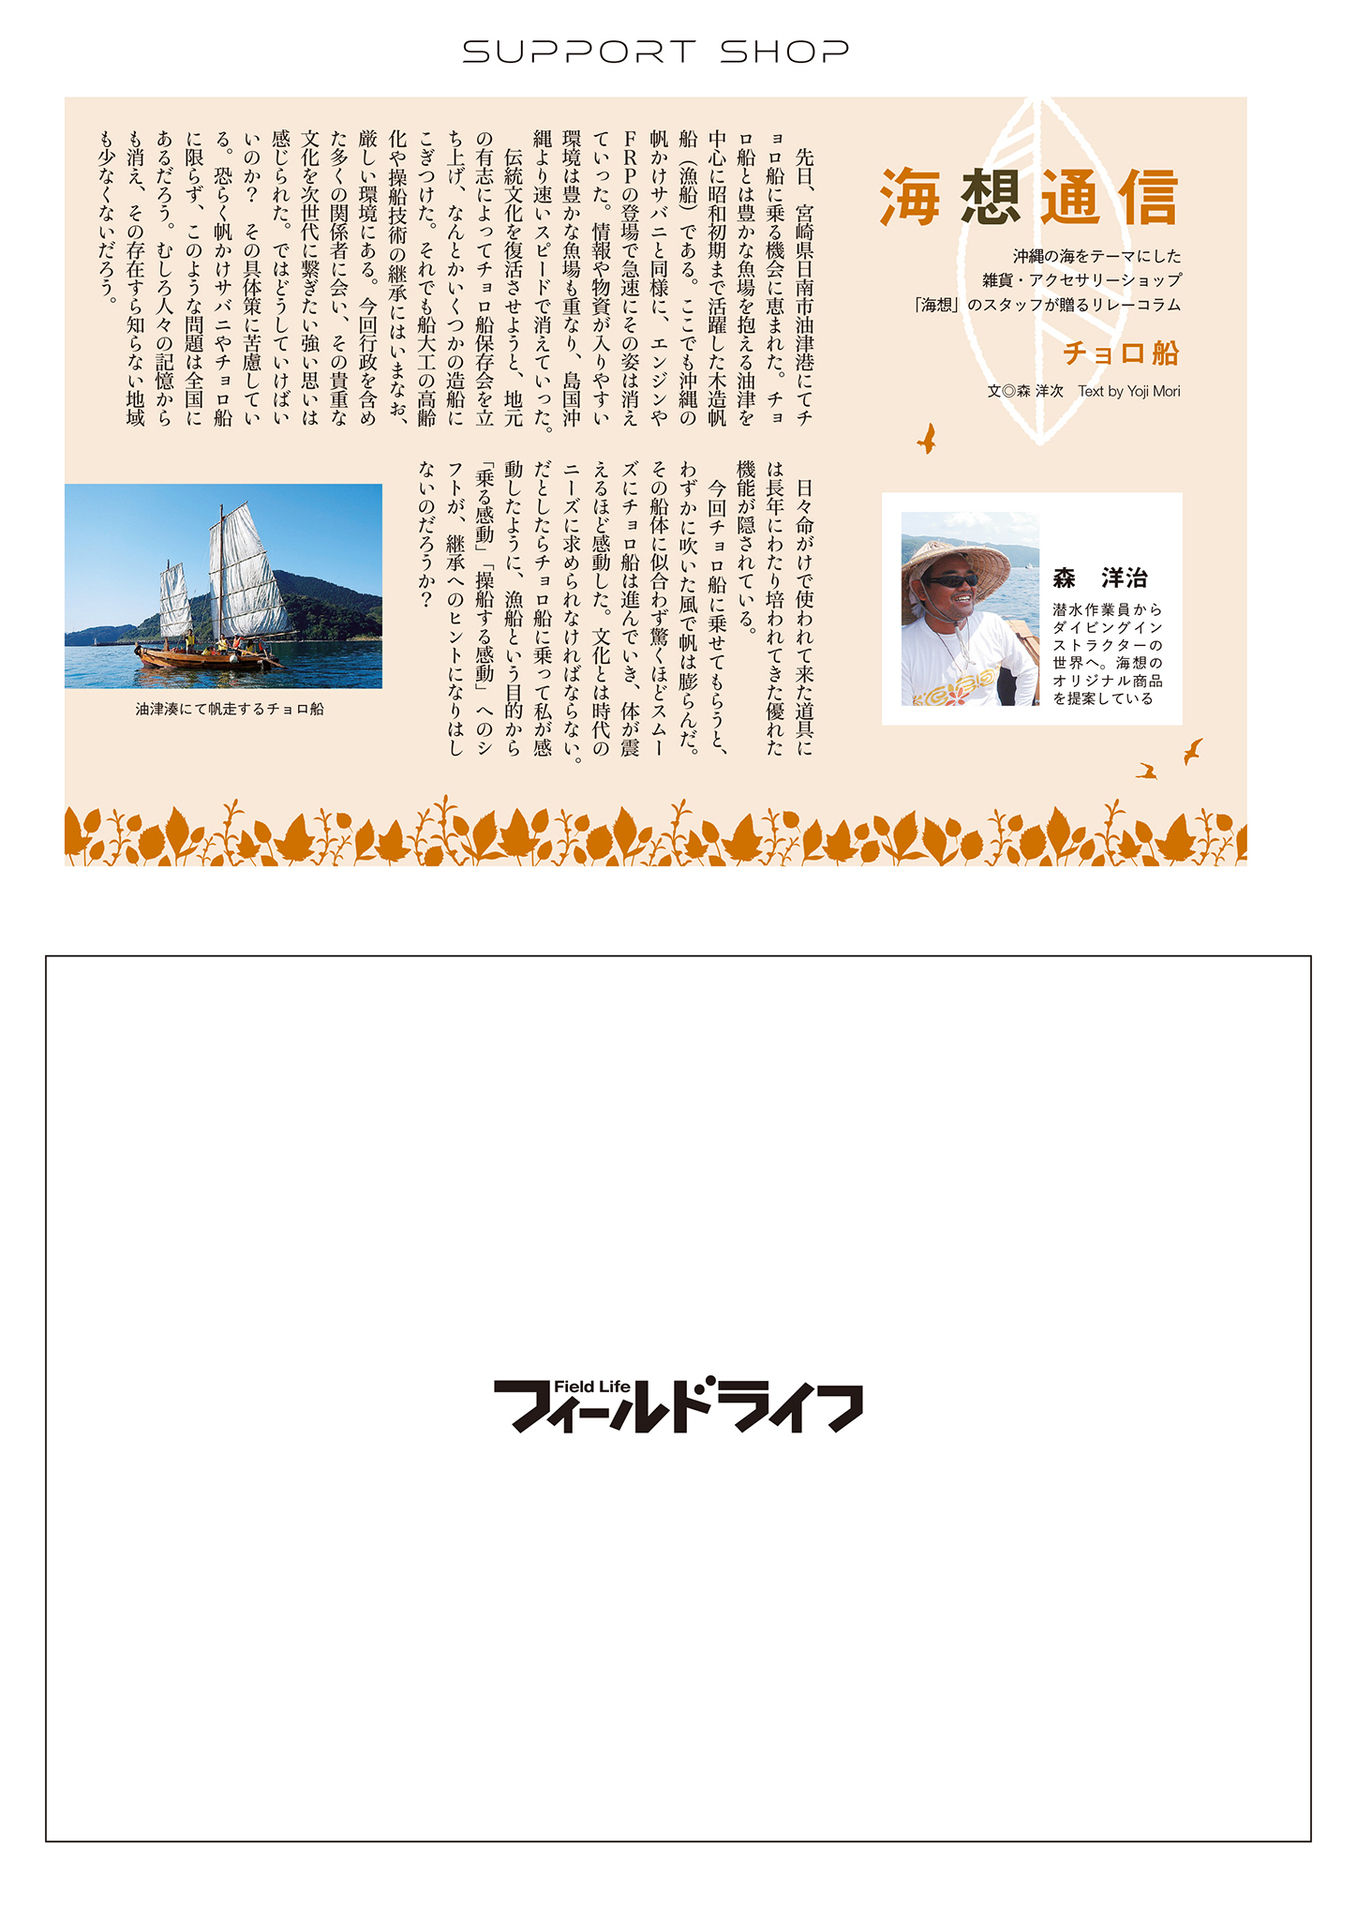 SUPPORT SHOP
海想通信
沖縄の海をテーマにした
雑貨・アクセサリーショップ
「海想」のスタッフが贈るリレーコラム
チョロ船
文◎森 洋次　Text by Yoji Mori
先日、宮崎県日南市油津港にてチ
ョロ船に乗る機会に恵まれた。チョ
ロ船とは豊かな魚場を抱える油津を
中心に昭和初期まで活躍した木造帆
船（漁船）である。ここでも沖縄の
帆かけサバニと同様に、エンジンや
FRPの登場で急速にその姿は消え
ていった。情報や物資が入りやすい
環境は豊かな魚場も重なり、島国沖
縄より速いスピードで消えていった。
伝統文化を復活させようと、地元
の有志によってチョロ船保存会を立
ち上げ、なんとかいくつかの造船に
こぎつけた。それでも船大工の高齢
化や操船技術の継承にはいまなお、
厳しい環境にある。今回行政を含め
た多くの関係者に会い、その貴重な
文化を次世代に繋ぎたい強い思いは
感じられた。ではどうしていけばい
いのか？　その具体策に苦慮してい
る。恐らく帆かけサバニやチョロ船
に限らず、このような問題は全国に
あるだろう。むしろ人々の記憶から
も消え、その存在すら知らない地域
も少なくないだろう。
日々命がけで使われて来た道具に
は長年にわたり培われてきた優れた
機能が隠されている。
今回チョロ船に乗せてもらうと、
わずかに吹いた風で帆は膨らんだ。
その船体に似合わず驚くほどスムー
ズにチョロ船は進んでいき、体が震
えるほど感動した。文化とは時代の
ニーズに求められなければならない。
だとしたらチョロ船に乗って私が感
動したように、漁船という目的から
「乗る感動」「操船する感動」へのシ
フトが、継承へのヒントになりはし
ないのだろうか？
森　洋治
潜水作業員から
ダイビングイン
ストラクターの
世界へ。海想の
オリジナル商品
を提案している
油津湊にて帆走するチョロ船
Field Life
フィールドライフ